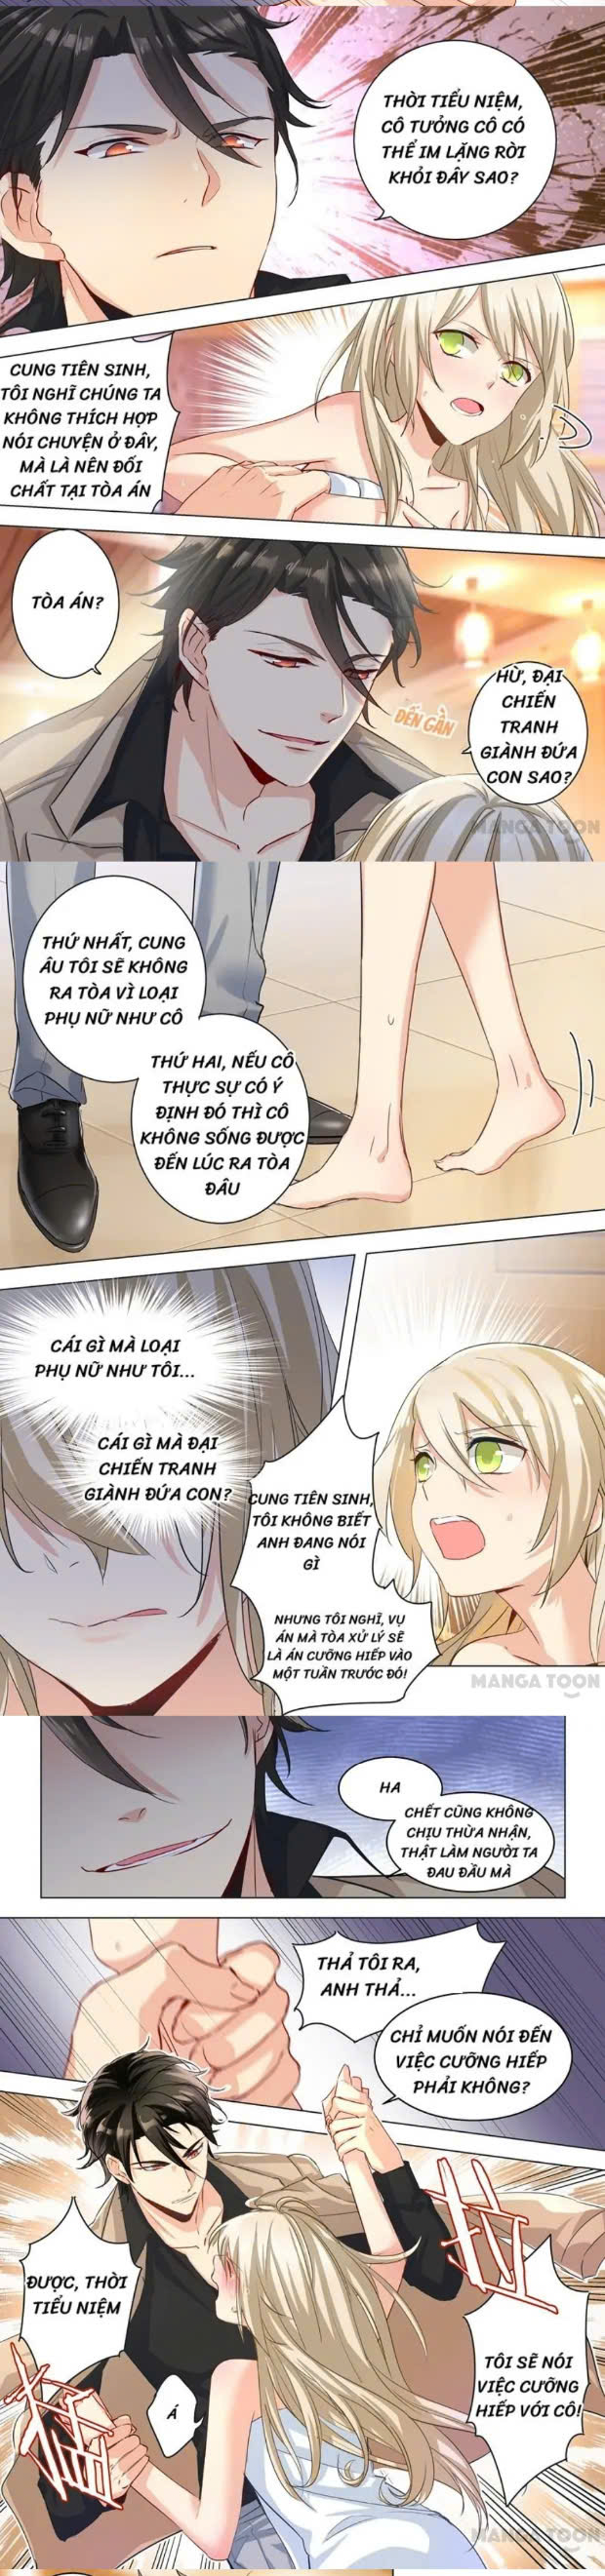 THỜI TIỂU NIỆM,
CÔ TƯỞNG CÔ CÓ
THỂ IM LẶNG RỜI
KHỎI ĐÂY SAO?
CUNG TIÊN SINH,
TÔI NGHĨ CHÚNG TA
KHÔNG THÍCH HỢP
NÓI CHUYỆN Ở ĐÂY,
MÀ LÀ NÊN ĐỐI
CHẤT TẠI TÒA ÁN
TÒA ÁN?
ĐẾN GẦN
HỪ, ĐẠI
CHIẾN
TRANH
GIÀNH ĐỨA
CON SAO?
MANGA TOON
THỨ NHẤT, CUNG
ÂU TÔI SẼ KHÔNG
RA TÒA VÌ LOẠI
PHỤ NỮ NHƯ CÔ
THỨ HAI, NẾU CÔ
THỰC SỰ CÓ Ý
ĐỊNH ĐÓ THÌ CÔ
KHÔNG SỐNG ĐƯỢC
ĐẾN LÚC RA TÒA
ĐÂU
CÁI GÌ MÀ LOẠI
PHỤ NỮ NHƯ TÔI...
CÁI GÌ MÀ ĐẠI
CHIẾN TRANH
GIÀNH ĐỨA CON?
CUNG TIÊN SINH,
TÔI KHÔNG BIẾT
ANH ĐANG NÓI
GÌ
NHƯNG TÔI NGHĨ, VỤ
ÁN MÀ TÒA XỬ LÝ SẼ
LÀ ÁN CƯỠNG HIẾP VÀO
MỘT TUẦN TRƯỚC ĐÓ!
MANGA TOON
HA
CHẾT CŨNG KHÔNG
CHỊU THỪA NHẬN,
THẬT LÀM NGƯỜI TA
ĐAU ĐẦU MÀ
THẢ TÔI RA,
ANH THẢ...
CHỈ MUỐN NÓI ĐẾN
VIỆC CƯỠNG HIẾP
PHẢI KHÔNG?
ĐƯỢC, THỜI
TIỂU NIỆM
Á
TÔI SẼ NÓI
VIỆC CƯỠNG
HIẾP VỚI CÔ!
MANGA TOON